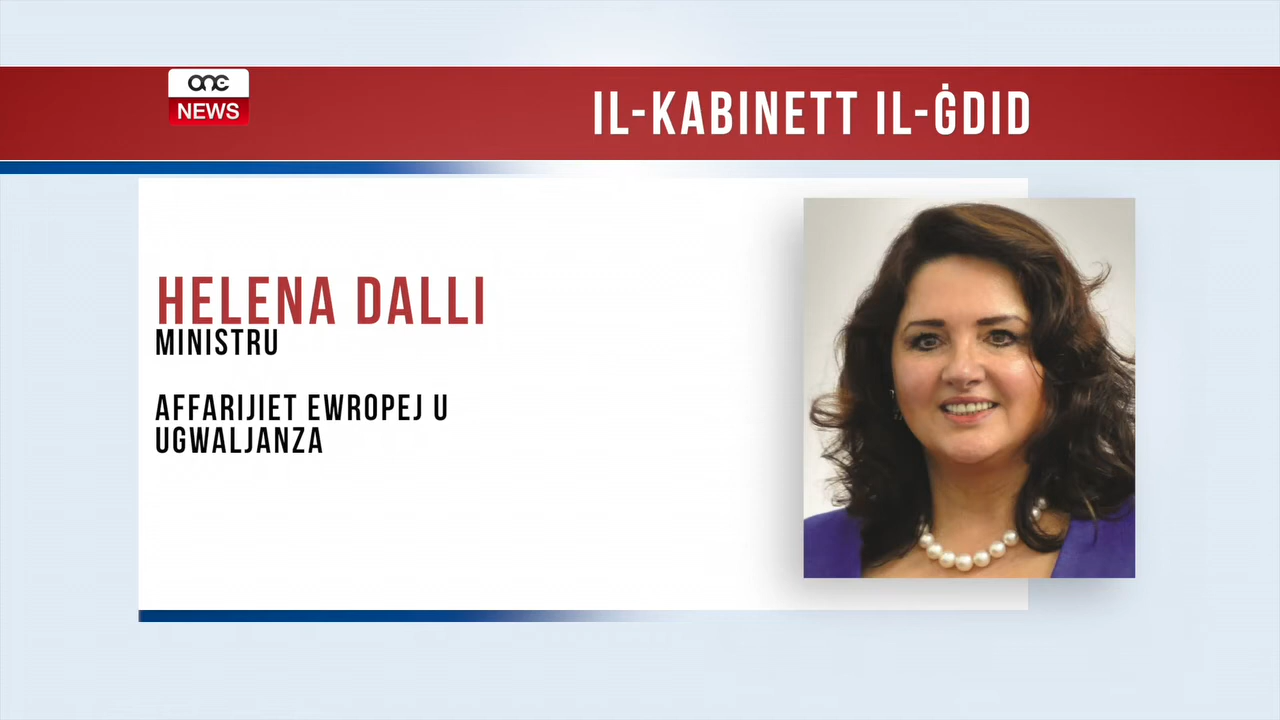 ONE
NEWS
IL-KABINETT IL-ĠDID
HELENA DALLI
MINISTRU
AFFARIJIET EWROPEJ U
UGWALJANZA